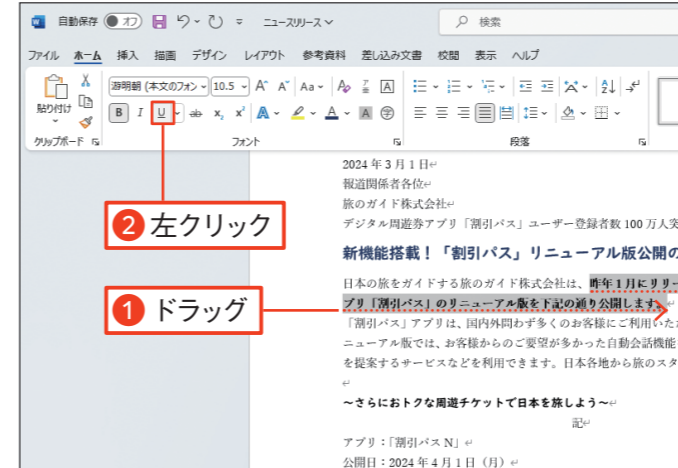 自動保存 オフ ニュースリリース 検索
ファイル ホーム 挿入 描画 デザイン レイアウト 参考資料 差し込み文書 校閲 表示 ヘルプ
貼り付け 游明朝 (本文のフォン 10.5 A A Aa A A
B I U ab x₂ x² A A A 字
クリップボード フォント 段落
2024 年 3 月 1 日
報道関係者各位
旅のガイド株式会社
デジタル周遊券アプリ「割引パス」ユーザー登録者数 100 万人突
新機能搭載！「割引パス」リニューアル版公開の
日本の旅をガイドする旅のガイド株式会社は、昨年 1 月にリリー
プリ「割引パス」のリニューアル版を下記の通り公開します。
「割引パス」アプリは、国内外問わず多くのお客様にご利用いた
ニューアル版では、お客様からのご要望が多かった自動会話機能
を提案するサービスなどを利用できます。日本各地から旅のスタ
～さらにおトクな周遊チケットで日本を旅しよう～
記
アプリ：「割引パス N」
公開日：2024 年 4 月 1 日（月）
2 左クリック
1 ドラッグ